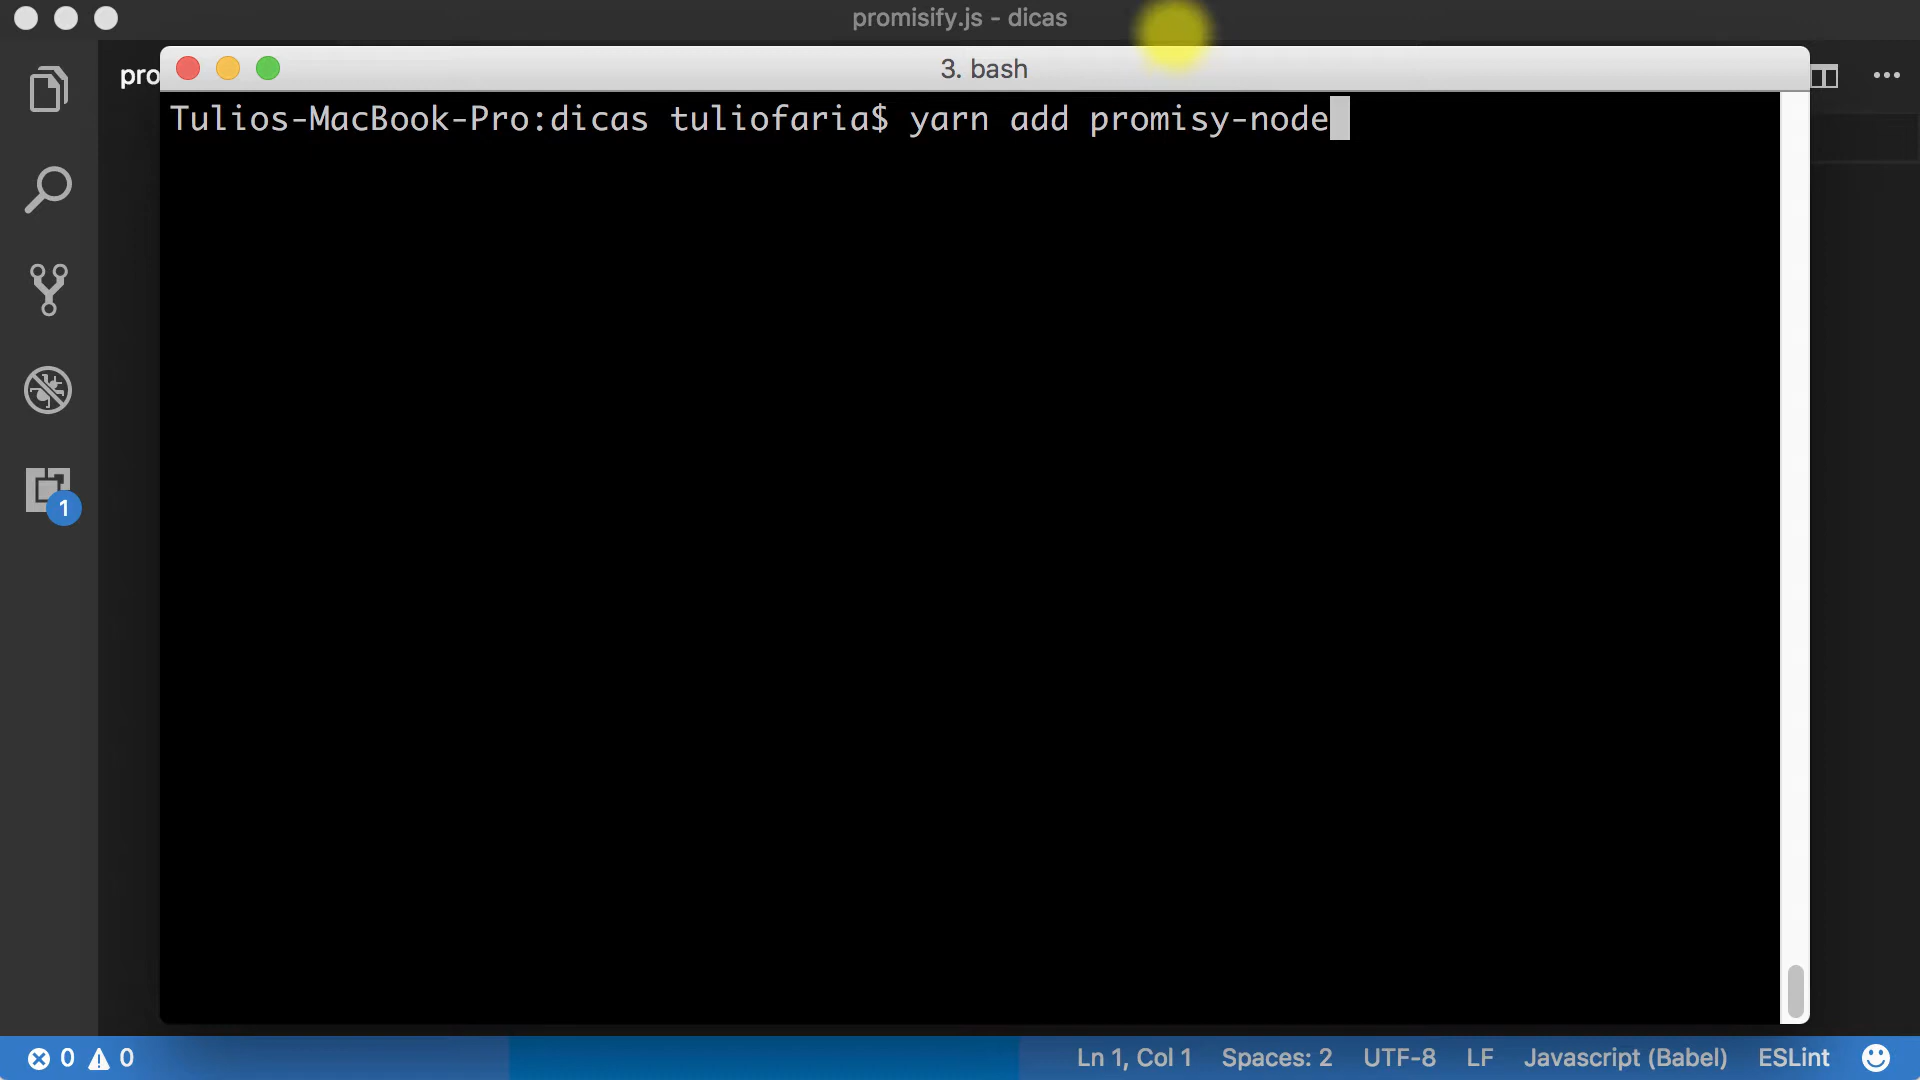 promisify.js - dicas
pro
3. bash
Tulios-MacBook-Pro:dicas tuliofaria$ yarn add promisy-node
1
0 0
Ln 1, Col 1 Spaces: 2 UTF-8 LF Javascript (Babel) ESLint